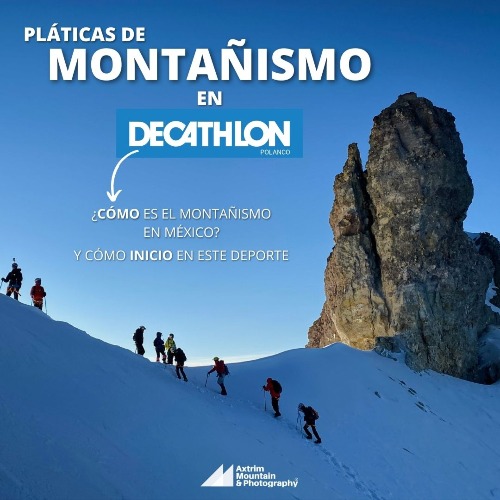 PLÁTICAS DE
MONTAÑISMO
EN
DECATHLON
POLANCO
¿CÓMO ES EL MONTAÑISMO
EN MÉXICO?
Y CÓMO INICIO EN ESTE DEPORTE
Axtrim
Mountain
& Photography